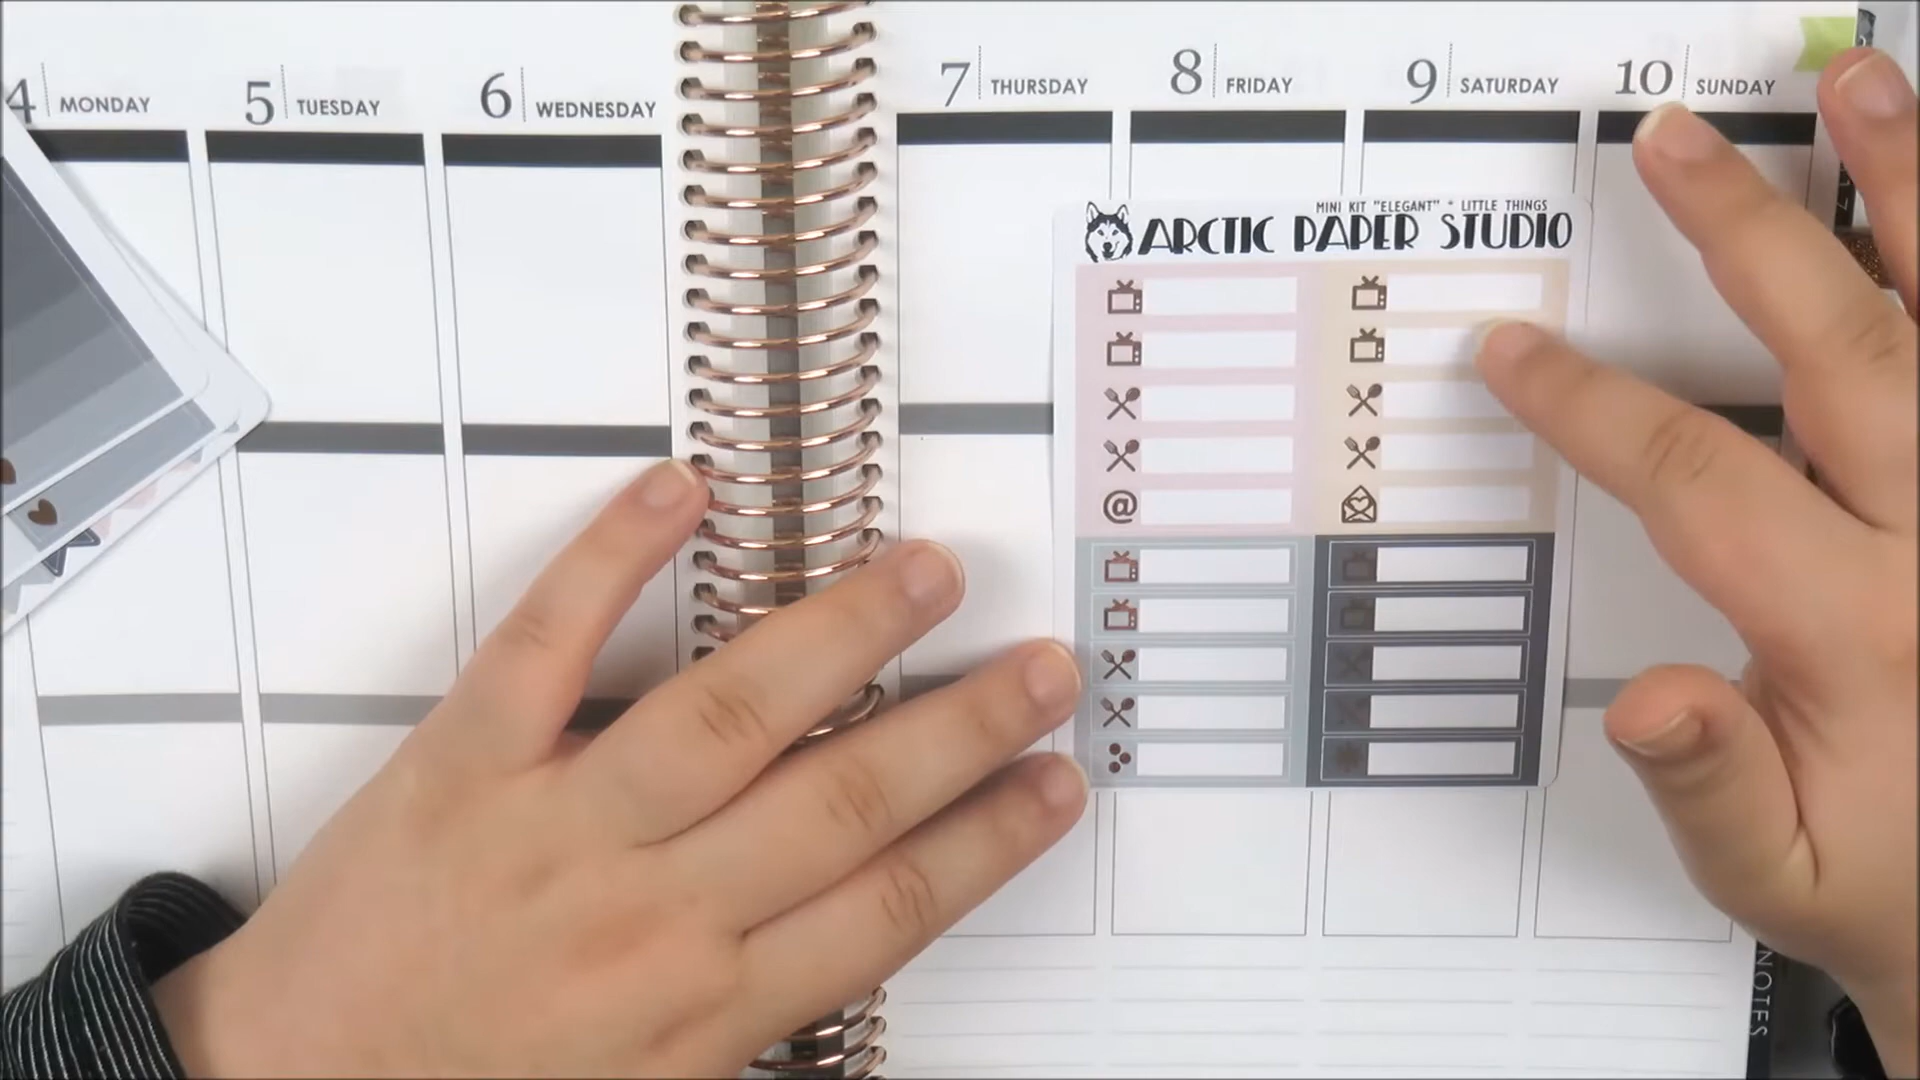 4 MONDAY
5 TUESDAY
6 WEDNESDAY
7 THURSDAY
8 FRIDAY
9 SATURDAY
10 SUNDAY
MINI KIT "ELEGANT" * LITTLE THINGS
ARCTIC PAPER STUDIO
@
NOTES